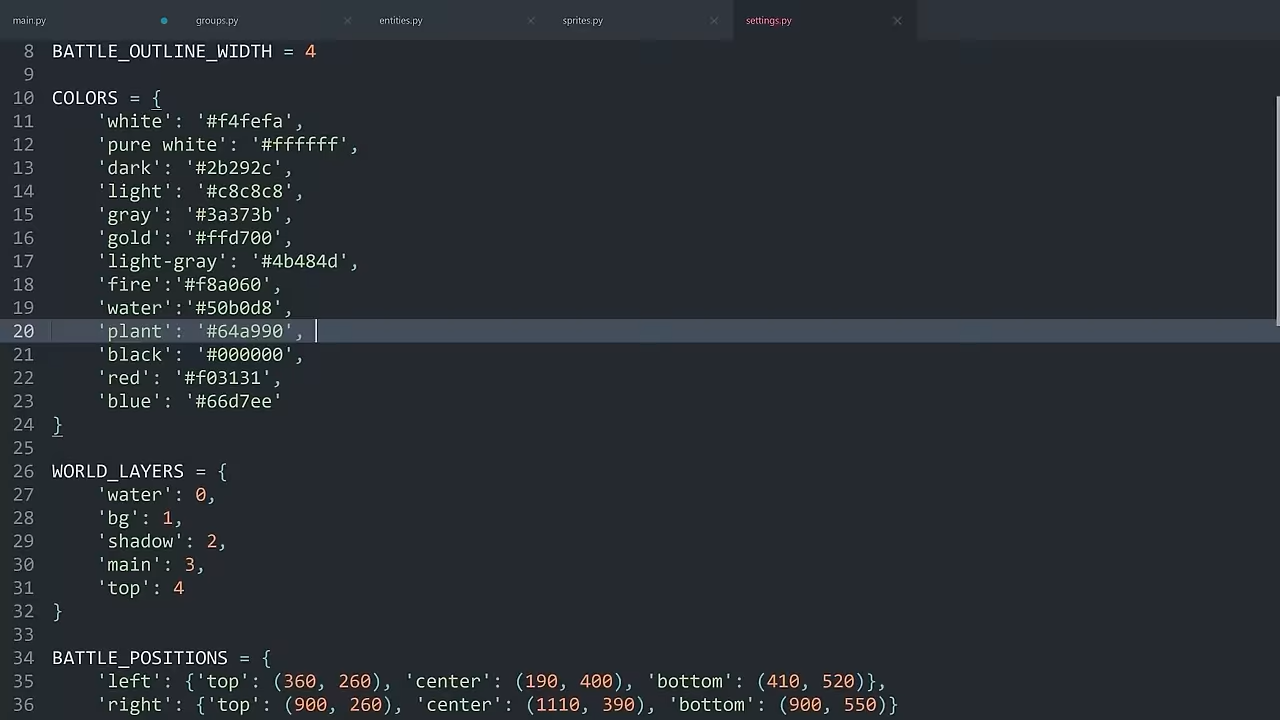 main.py groups.py entities.py sprites.py settings.py
8 BATTLE_OUTLINE_WIDTH = 4
9
10 COLORS = {
11 'white': '#f4fefa',
12 'pure white': '#ffffff',
13 'dark': '#2b292c',
14 'light': '#c8c8c8',
15 'gray': '#3a373b',
16 'gold': '#ffd700',
17 'light-gray': '#4b484d',
18 'fire':'#f8a060',
19 'water':'#50b0d8',
20 'plant': '#64a990',
21 'black': '#000000',
22 'red': '#f03131',
23 'blue': '#66d7ee'
24 }
25
26 WORLD_LAYERS = {
27 'water': 0,
28 'bg': 1,
29 'shadow': 2,
30 'main': 3,
31 'top': 4
32 }
33
34 BATTLE_POSITIONS = {
35 'left': {'top': (360, 260), 'center': (190, 400), 'bottom': (410, 520)},
36 'right': {'top': (900, 260), 'center': (1110, 390), 'bottom': (900, 550)}